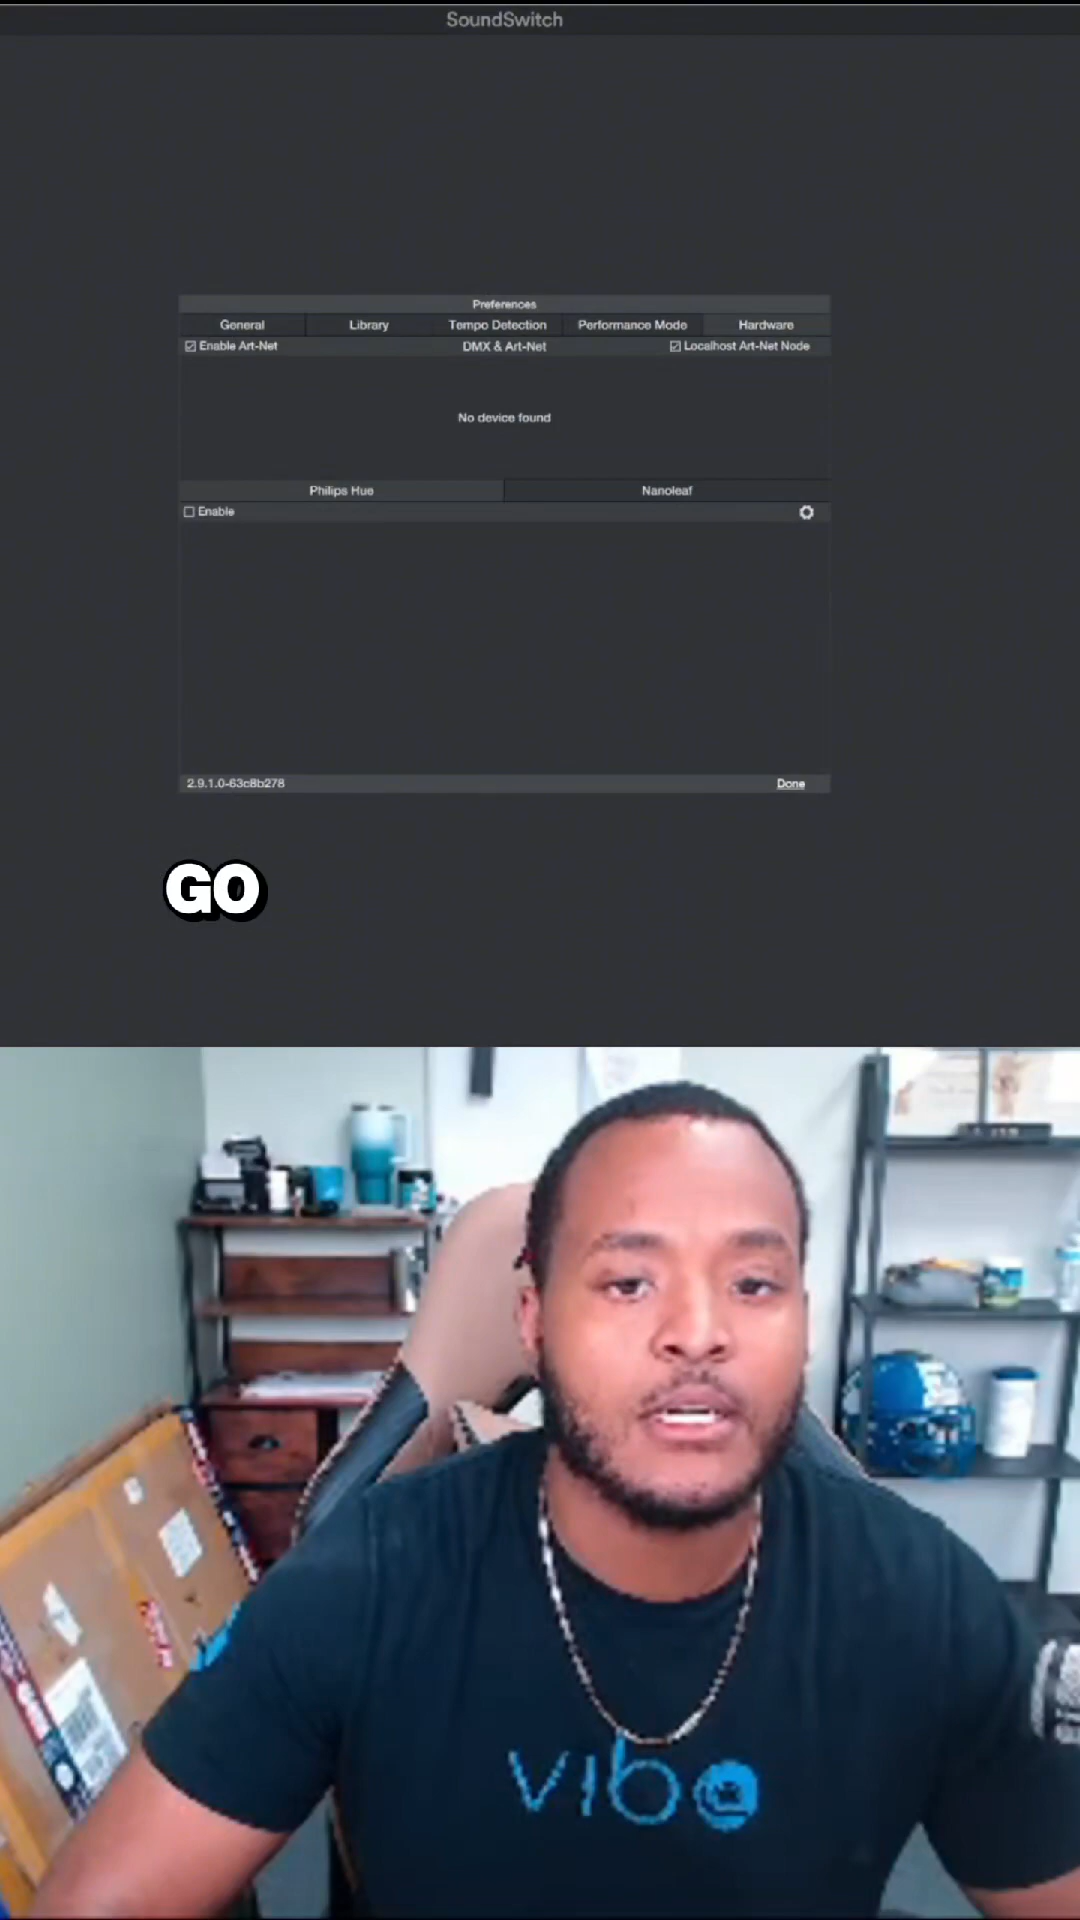 SoundSwitch
Preferences
General Library Tempo Detection Performance Mode Hardware
Enable Art-Net DMX & Art-Net Localhost Art-Net Node
No device found
Philips Hue Nanoleaf
Enable
2.9.1.0-63c8b278 Done
GO
vibo